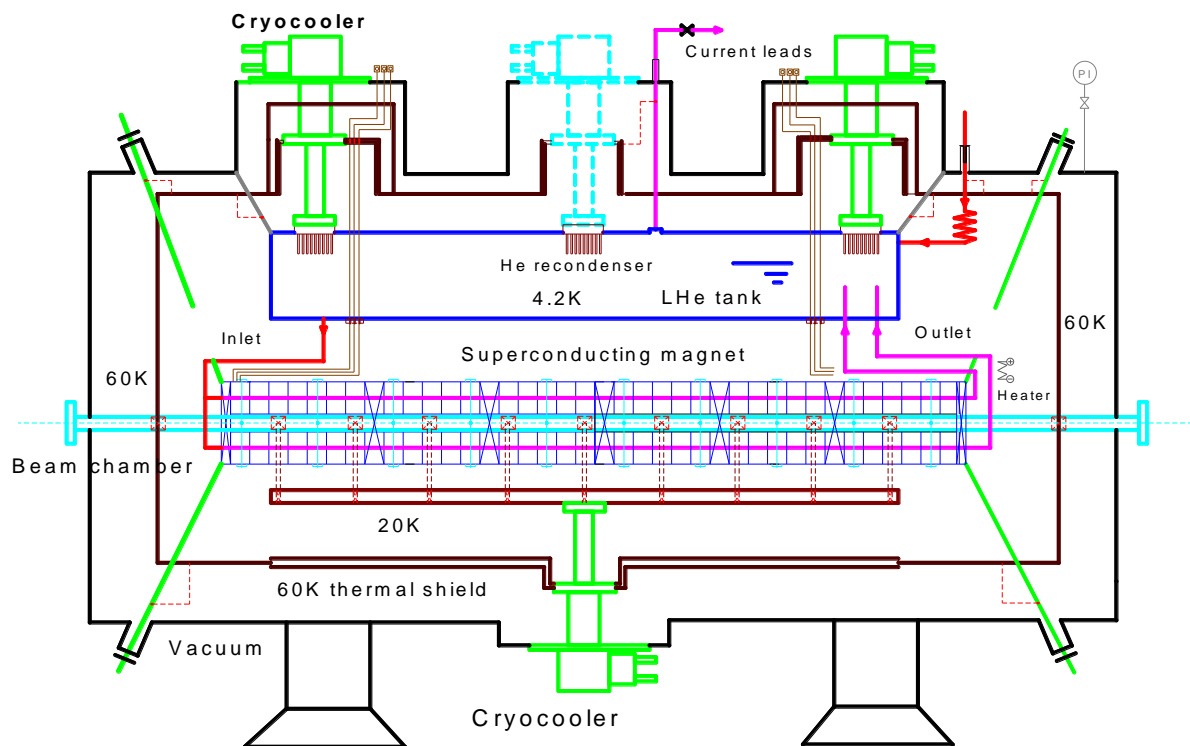 Cryocooler
Current leads
PI
He recondenser
4.2K
LHe tank
Inlet
Outlet
60K
Superconducting magnet
60K
Heater
Beam chamber
20K
60K thermal shield
Vacuum
Cryocooler